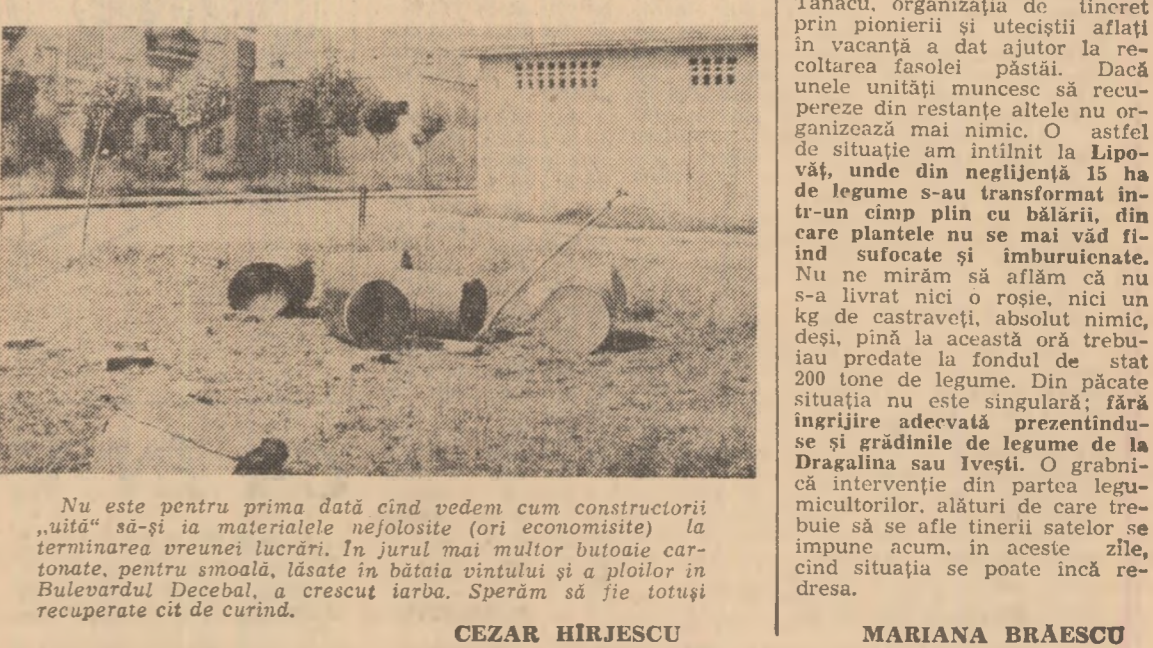 Nu este pentru prima dată cînd vedem cum constructorii
„uită“ să-și ia materialele nefolosite (ori economisite) la
terminarea vreunei lucrări. In jurul mai multor butoaie car-
tonate, pentru smoală, lăsate în bătaia vîntului și a ploilor în
Bulevardul Decebal, a crescut iarba. Sperăm să fie totuși
recuperate cît de curînd.
CEZAR HÎRJESCU
Tanacu, organizația de tineret
prin pionierii și uteciștii aflați
în vacanță a dat ajutor la re-
coltarea fasolei păstăi. Dacă
unele unități muncesc să recu-
pereze din restanțe altele nu or-
ganizează mai nimic. O astfel
de situație am întîlnit la Lipo-
văț, unde din neglijență 15 ha
de legume s-au transformat în-
tr-un cîmp plin cu bălării, din
care plantele nu se mai văd fi-
ind sufocate și îmburuienate.
Nu ne mirăm să aflăm că nu
s-a livrat nici o roșie, nici un
kg de castraveți, absolut nimic,
deși, pînă la această oră trebu-
iau predate la fondul de stat
200 tone de legume. Din păcate
situația nu este singulară; fără
îngrijire adecvată prezentîndu-
se și grădinile de legume de la
Dragalina sau Ivești. O grabni-
că intervenție din partea legu-
micultorilor, alături de care tre-
buie să se afle tinerii satelor se
impune acum, în aceste zile,
cînd situația se poate încă re-
dresa.
MARIANA BRĂESCU